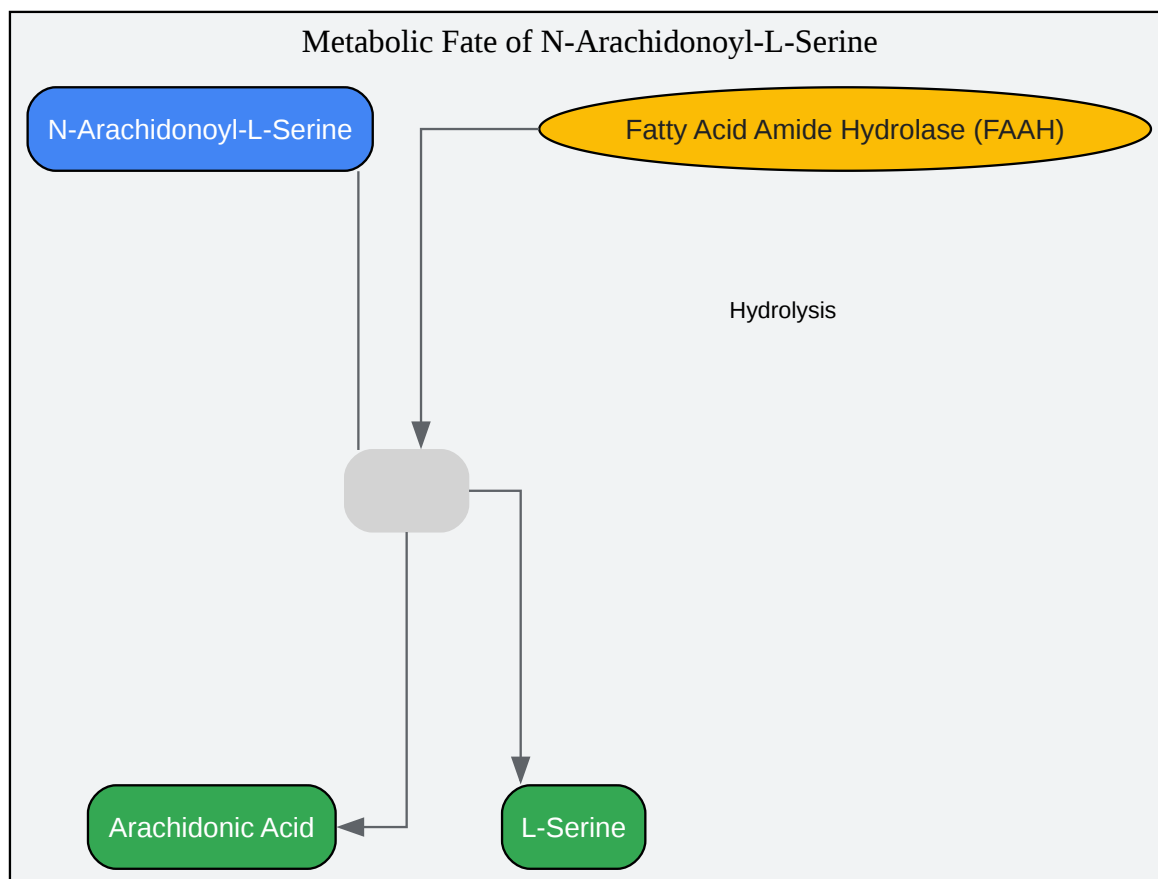 Metabolic Fate of N-Arachidonoyl-L-Serine
N-Arachidonoyl-L-Serine
Fatty Acid Amide Hydrolase (FAAH)
Hydrolysis
Arachidonic Acid
L-Serine